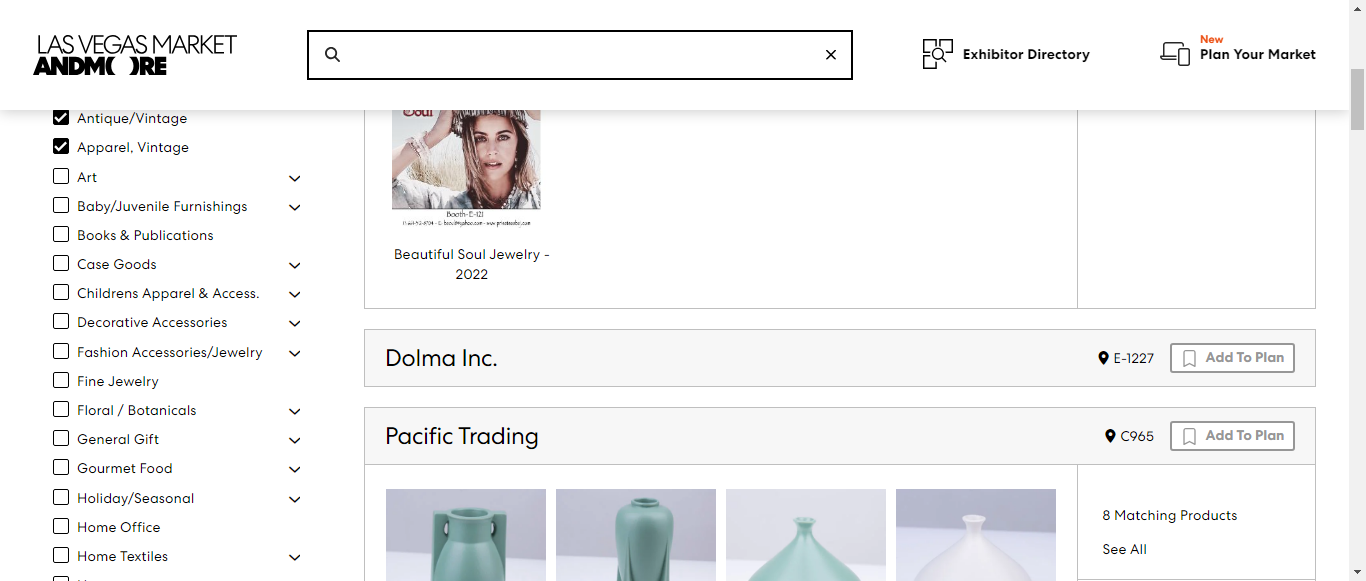 LAS VEGAS MARKET
ANDMORE
Exhibitor Directory
New
Plan Your Market
Antique/Vintage
Apparel, Vintage
Art
Baby/Juvenile Furnishings
Books & Publications
Case Goods
Childrens Apparel & Access.
Decorative Accessories
Fashion Accessories/Jewelry
Fine Jewelry
Floral / Botanicals
General Gift
Gourmet Food
Holiday/Seasonal
Home Office
Home Textiles
Soul
Booth-E-121
Beautiful Soul Jewelry -
2022
Dolma Inc.
E-1227
Add To Plan
Pacific Trading
C965
Add To Plan
8 Matching Products
See All